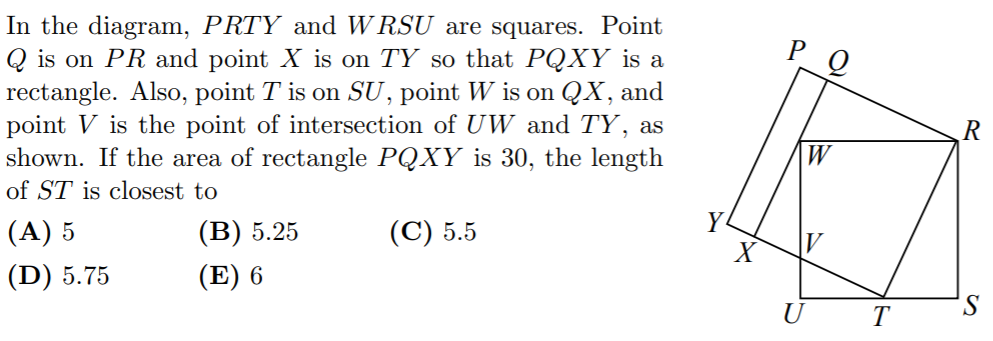 In the diagram, PRTY and WRSU are squares. Point
Q is on PR and point X is on TY so that PQXY is a
rectangle. Also, point T is on SU, point W is on QX, and
point V is the point of intersection of UW and TY, as
shown. If the area of rectangle PQXY is 30, the length
of ST is closest to
(A) 5 (B) 5.25 (C) 5.5
(D) 5.75 (E) 6
P
Q
R
W
Y
X
V
U
T
S